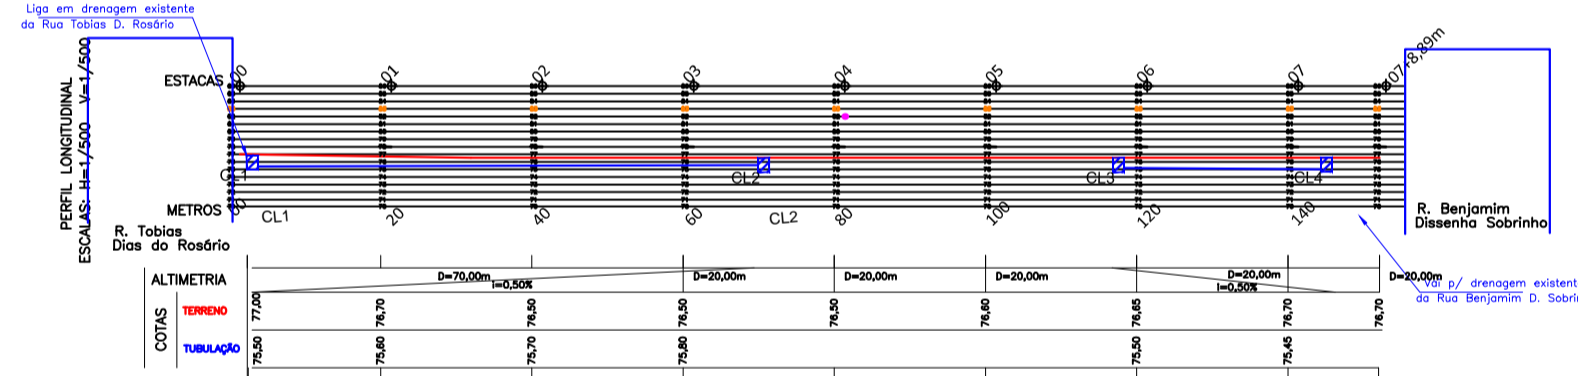 Liga em drenagem existente
da Rua Tobias D. Rosário
PERFIL LONGITUDINAL
ESCALAS: H=1/500 V=1/500
ESTACAS
00 01 02 03 04 05 06 07 07+8,89m
CL1 CL2 CL3 CL4
METROS
00 20 40 60 80 100 120 140
CL1 CL2
R. Tobias
Dias do Rosário
R. Benjamim
Dissenha Sobrinho
ALTIMETRIA
D=70,00m D=20,00m D=20,00m D=20,00m D=20,00m D=20,00m
i=0,50% i=0,50%
Vai p/ drenagem existent
da Rua Benjamim D. Sobri
COTAS
TERRENO
77,00 76,70 76,50 76,50 76,50 76,60 76,65 76,70 76,70
TUBULAÇÃO
75,50 75,60 75,70 75,80 75,50 75,45